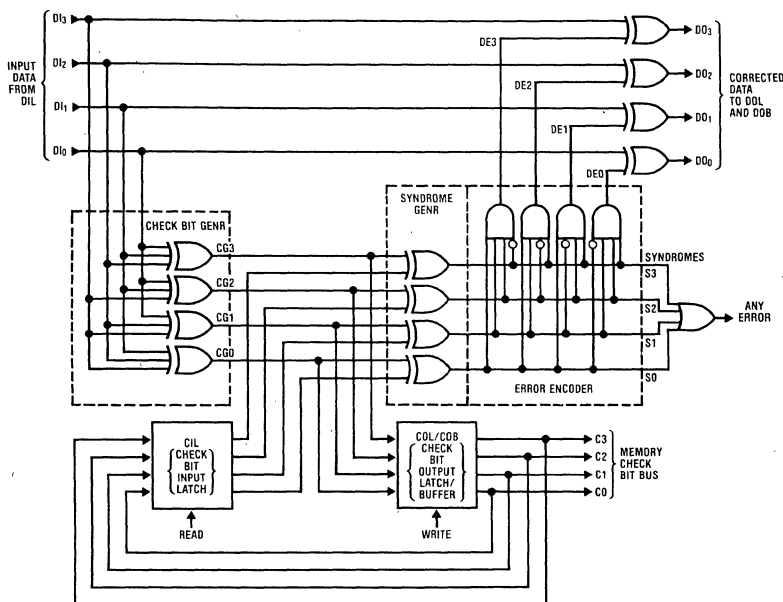 INPUT
DATA
FROM
DIL
DI3
DI2
DI1
DI0
DE3
DE2
DE1
DE0
DO3
DO2
DO1
DO0
CORRECTED
DATA
TO DOL
AND DOB
CHECK BIT GENR
CG3
CG2
CG1
CG0
SYNDROME
GENR
SYNDROMES
S3
S2
S1
S0
ERROR ENCODER
ANY
ERROR
CIL
CHECK
BIT
INPUT
LATCH
READ
COL/COB
CHECK
BIT
OUTPUT
LATCH/
BUFFER
WRITE
C3
C2
C1
C0
MEMORY
CHECK
BIT BUS